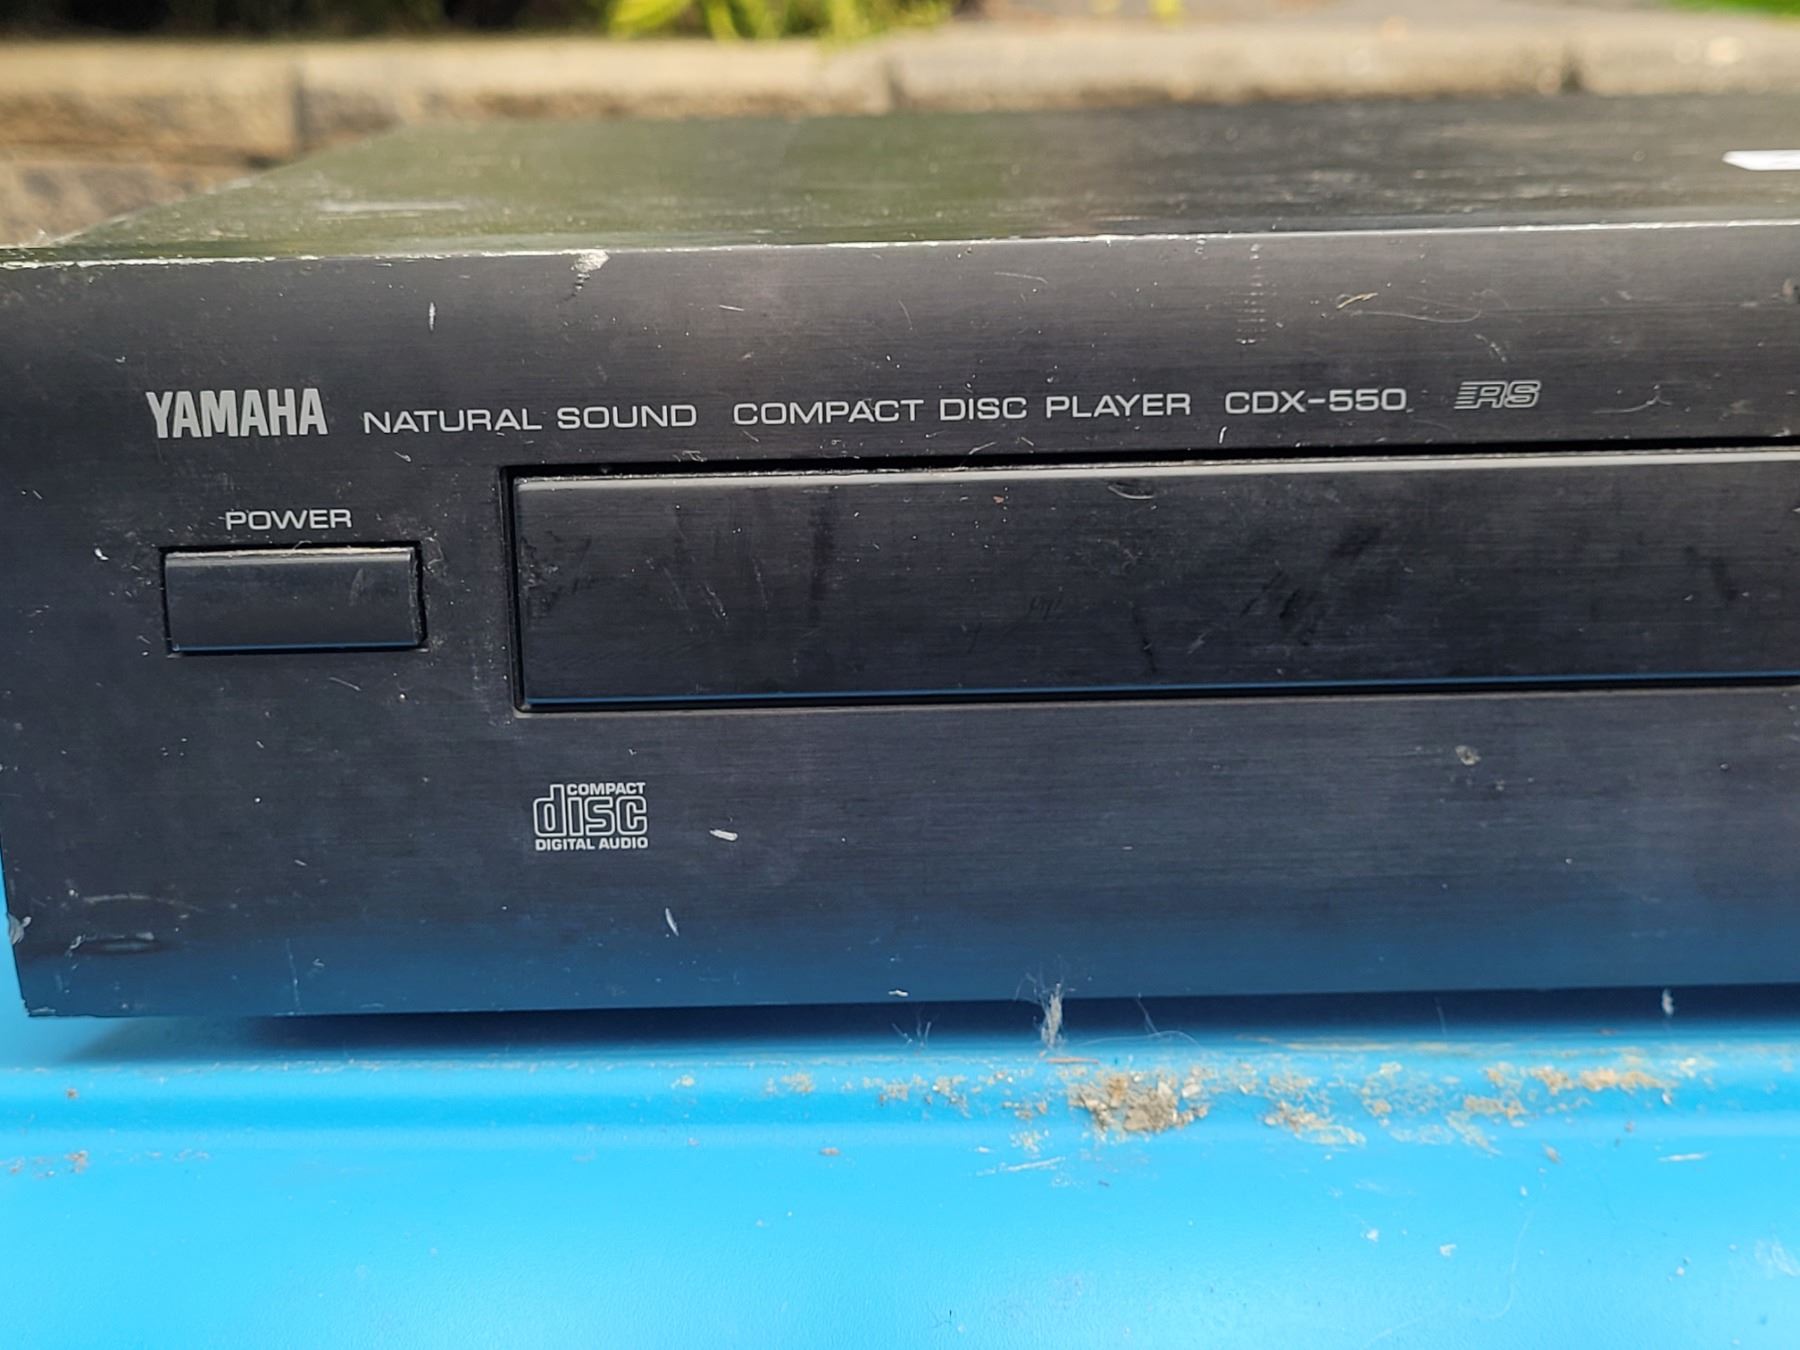 YAMAHA NATURAL SOUND COMPACT DISC PLAYER CDX-550 RS
POWER
COMPACT
disc
DIGITAL AUDIO